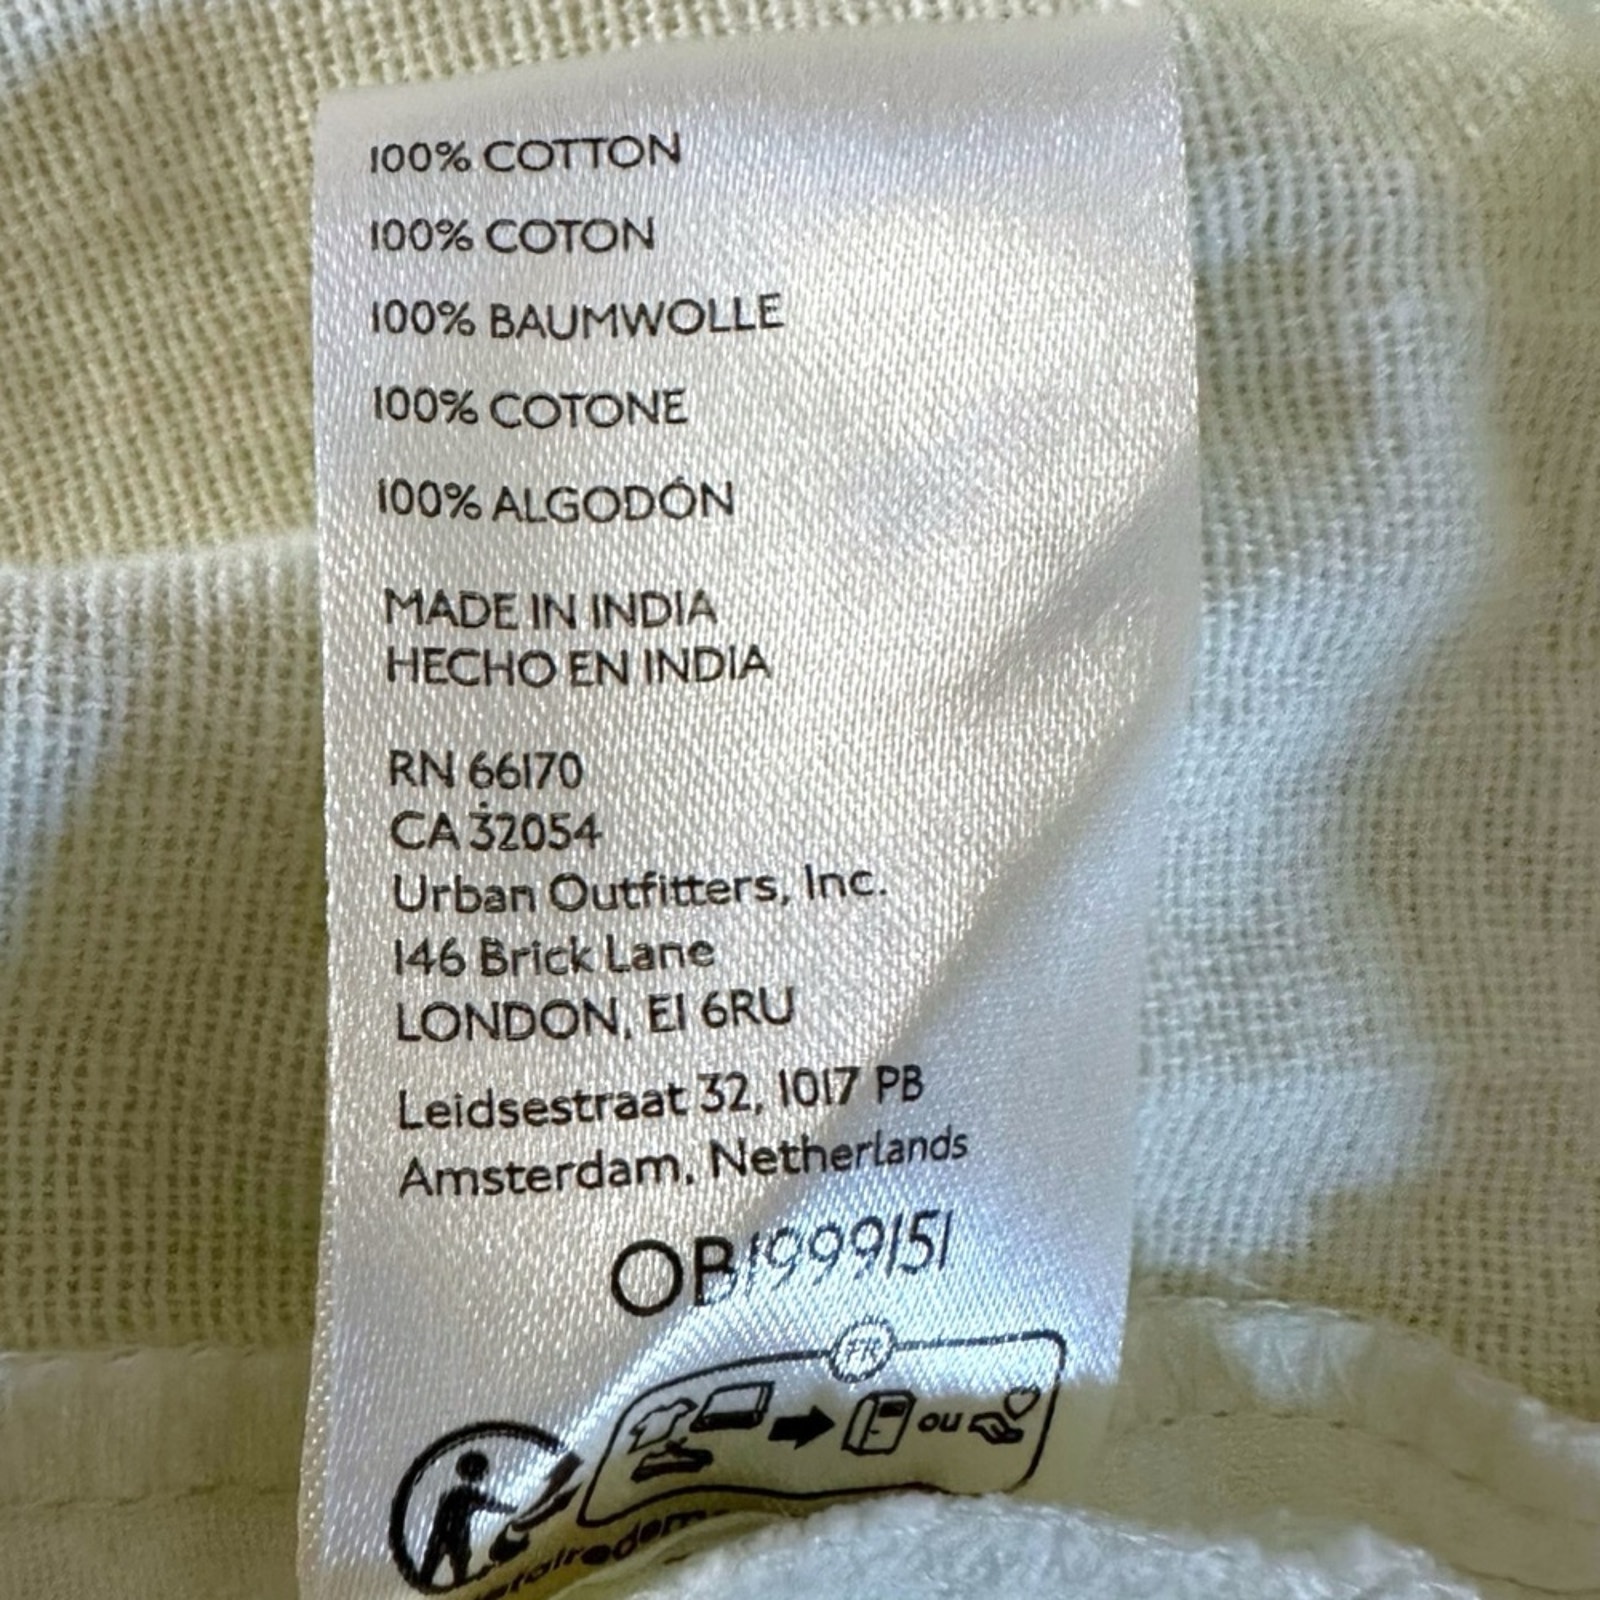 100% COTTON
100% COTON
100% BAUMWOLLE
100% COTONE
100% ALGODÓN
MADE IN INDIA
HECHO EN INDIA
RN 66170
CA 32054
Urban Outfitters, Inc.
146 Brick Lane
LONDON, E1 6RU
Leidsestraat 32, 1017 PB
Amsterdam, Netherlands
OB1999151
FR
ou